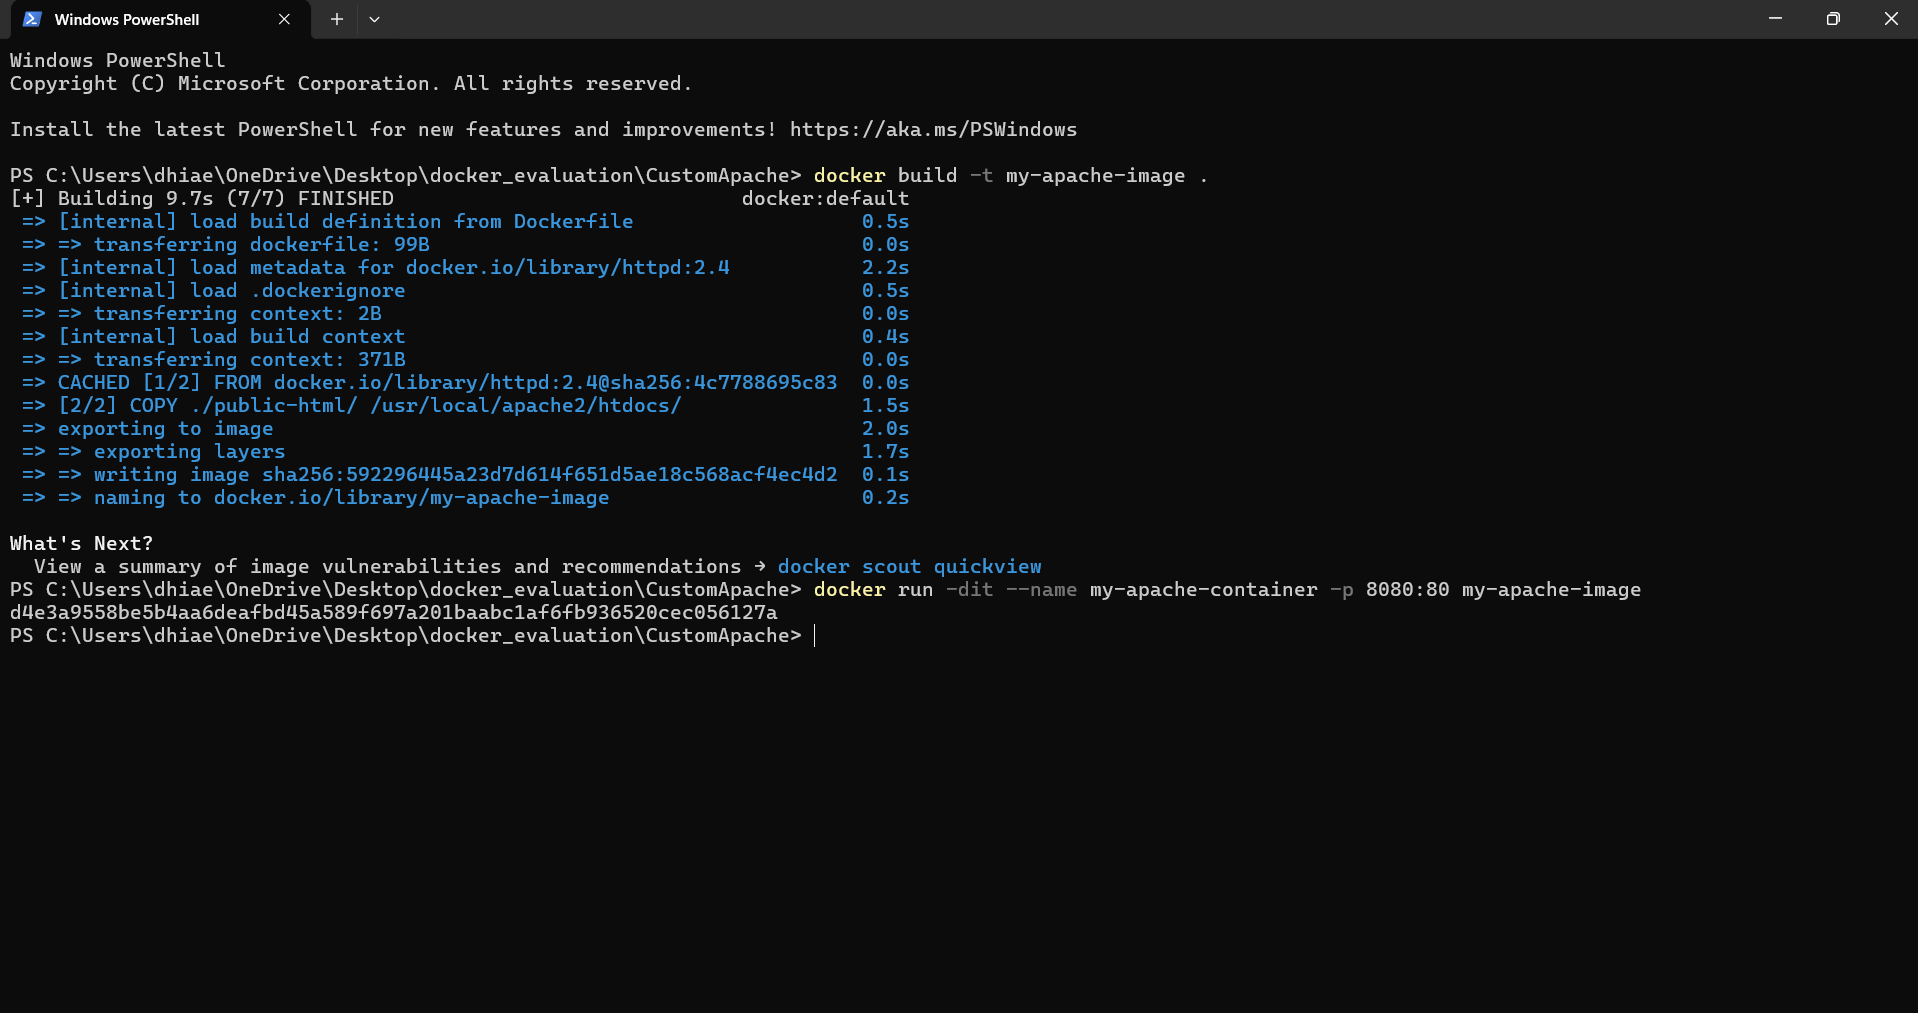 Windows PowerShell
Windows PowerShell
Copyright (C) Microsoft Corporation. All rights reserved.
Install the latest PowerShell for new features and improvements! https://aka.ms/PSWindows
PS C:\Users\dhiae\OneDrive\Desktop\docker_evaluation\CustomApache> docker build -t my-apache-image .
[+] Building 9.7s (7/7) FINISHED docker:default
=> [internal] load build definition from Dockerfile 0.5s
=> => transferring dockerfile: 99B 0.0s
=> [internal] load metadata for docker.io/library/httpd:2.4 2.2s
=> [internal] load .dockerignore 0.5s
=> => transferring context: 2B 0.0s
=> [internal] load build context 0.4s
=> => transferring context: 371B 0.0s
=> CACHED [1/2] FROM docker.io/library/httpd:2.4@sha256:4c7788695c83 0.0s
=> [2/2] COPY ./public-html/ /usr/local/apache2/htdocs/ 1.5s
=> exporting to image 2.0s
=> => exporting layers 1.7s
=> => writing image sha256:592296445a23d7d614f651d5ae18c568acf4ec4d2 0.1s
=> => naming to docker.io/library/my-apache-image 0.2s
What's Next?
View a summary of image vulnerabilities and recommendations → docker scout quickview
PS C:\Users\dhiae\OneDrive\Desktop\docker_evaluation\CustomApache> docker run -dit --name my-apache-container -p 8080:80 my-apache-image
d4e3a9558be5b4aa6deafbd45a589f697a201baabc1af6fb936520cec056127a
PS C:\Users\dhiae\OneDrive\Desktop\docker_evaluation\CustomApache>